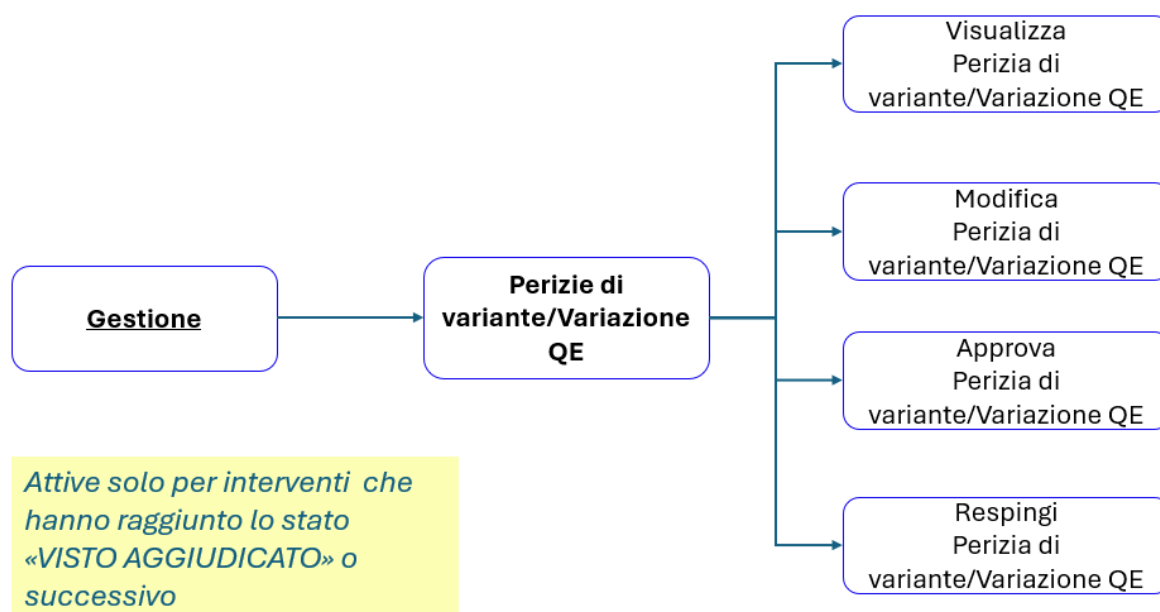 Gestione
Perizie di
variante/Variazione
QE
Visualizza
Perizia di
variante/Variazione QE
Modifica
Perizia di
variante/Variazione QE
Approva
Perizia di
variante/Variazione QE
Respingi
Perizia di
variante/Variazione QE
Attive solo per interventi che
hanno raggiunto lo stato
«VISTO AGGIUDICATO» o
successivo